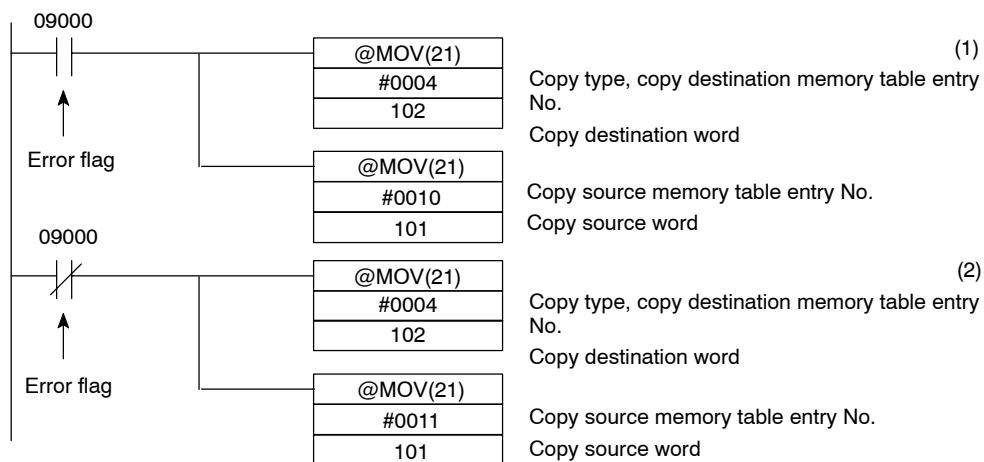 09000
@MOV(21)
(1)
#0004
Copy type, copy destination memory table entry
No.
102
Copy destination word
Error flag
@MOV(21)
#0010
Copy source memory table entry No.
101
Copy source word
09000
@MOV(21)
(2)
#0004
Copy type, copy destination memory table entry
No.
102
Copy destination word
Error flag
@MOV(21)
#0011
Copy source memory table entry No.
101
Copy source word